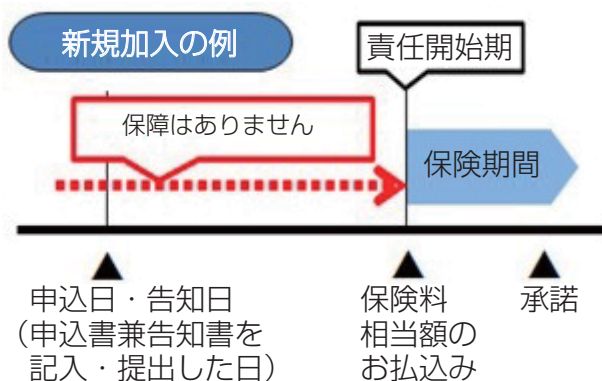 新規加入の例
責任開始期
保障はありません
保険期間
▲
▲
▲
申込日・告知日
（申込書兼告知書を
記入・提出した日）
保険料
相当額の
お払込み
承諾